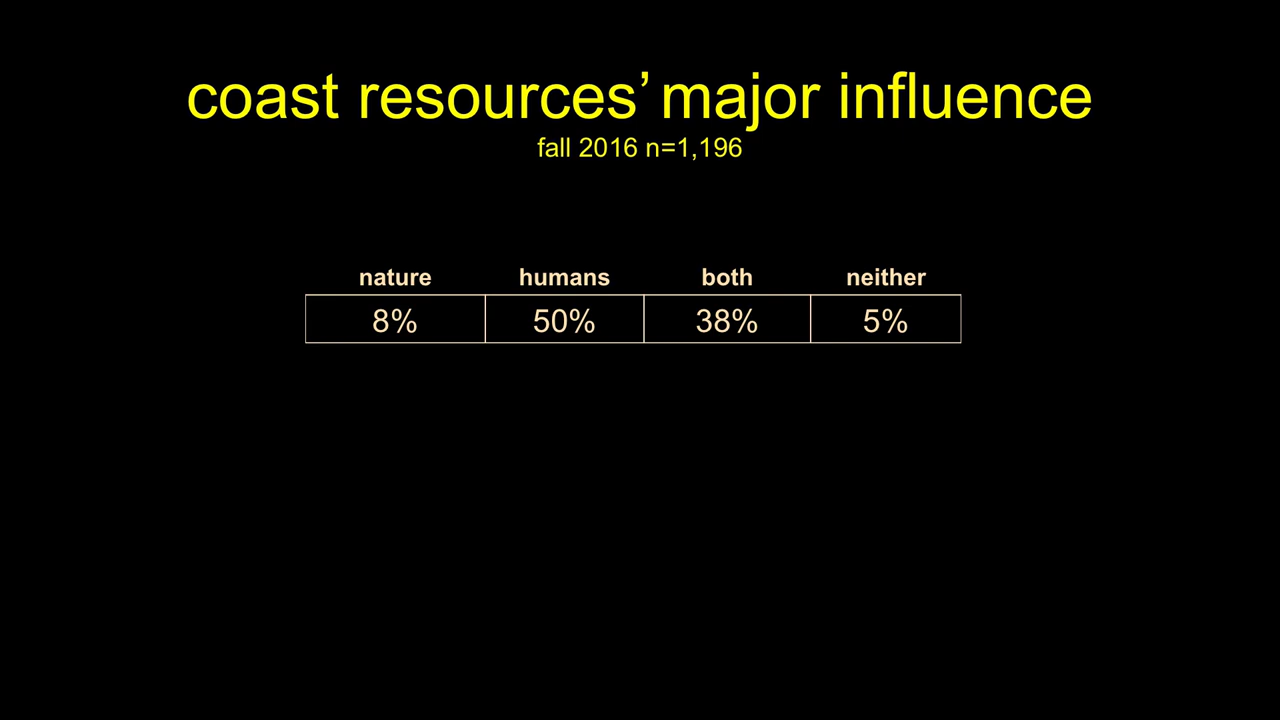 coast resources’ major influence
fall 2016 n=1,196
nature humans both neither
8% 50% 38% 5%